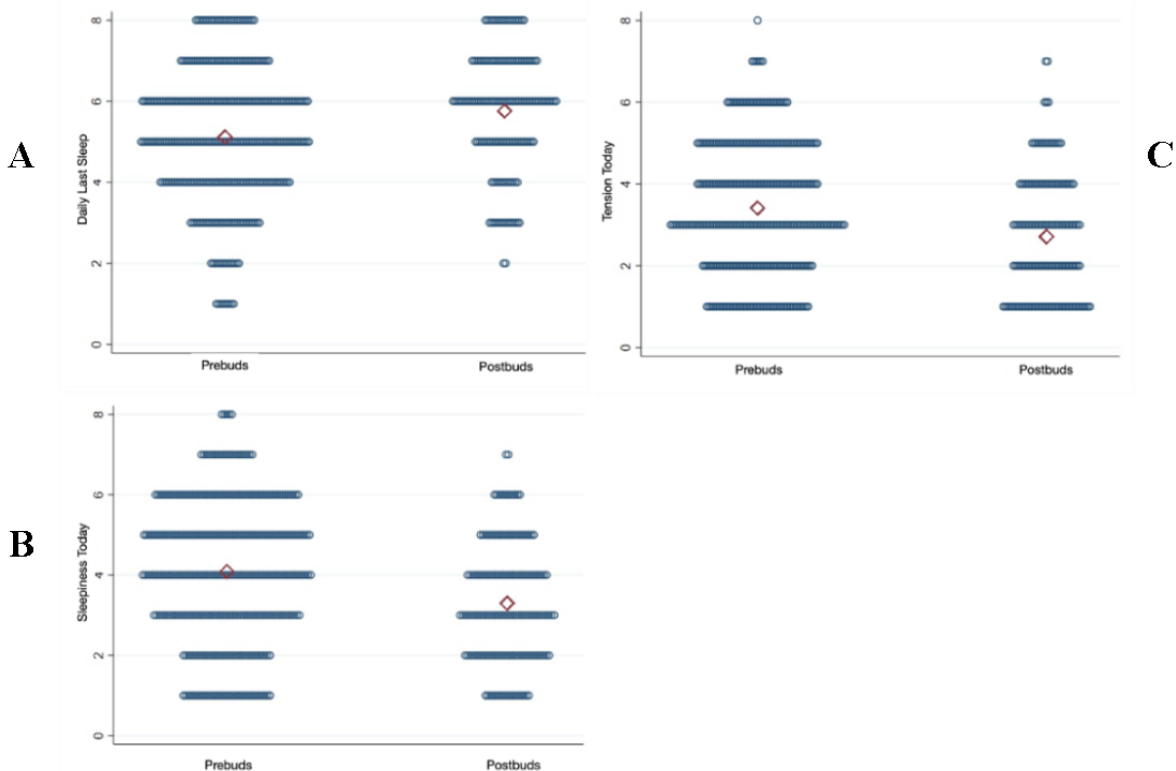 A
Daily Last Sleep
8
6
4
2
0
Prebuds
Postbuds
B
Sleepiness Today
8
6
4
2
0
Prebuds
Postbuds
C
Tension Today
8
6
4
2
0
Prebuds
Postbuds